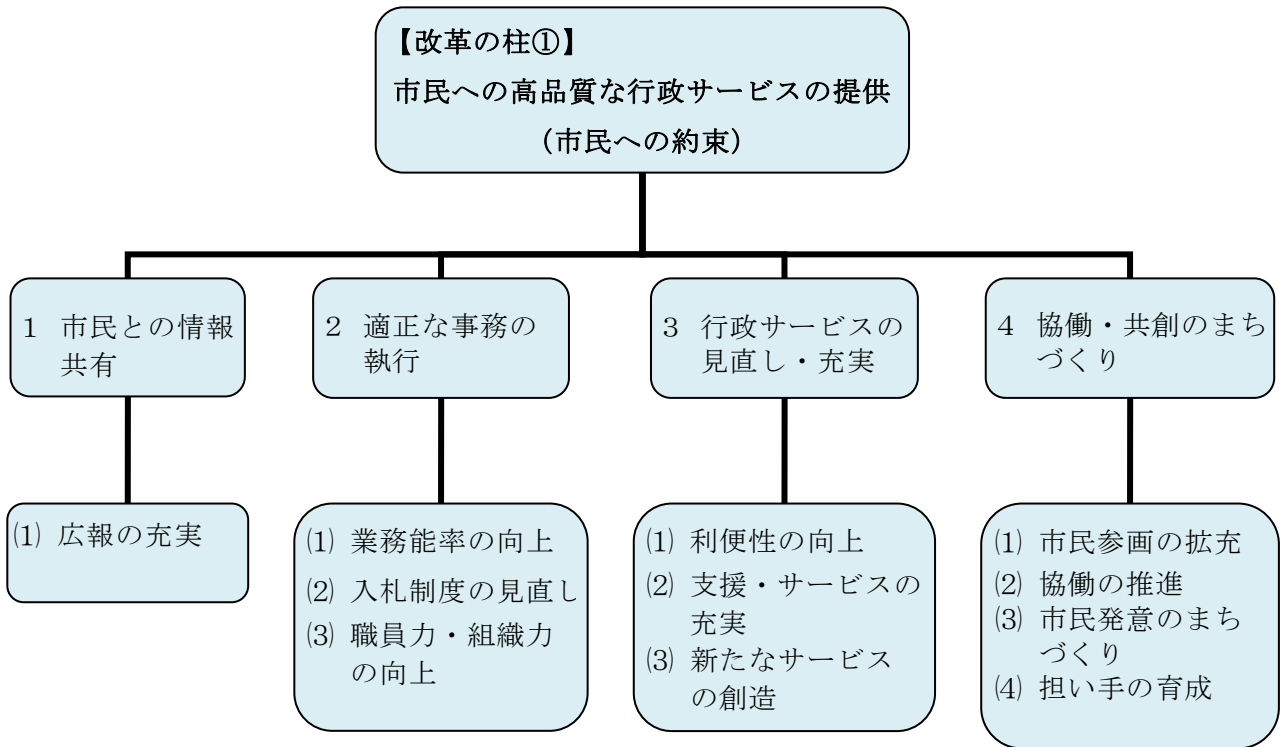 【改革の柱①】
市民への高品質な行政サービスの提供
(市民への約束)
1 市民との情報
共有
2 適正な事務の
執行
3 行政サービスの
見直し・充実
4 協働・共創のまち
づくり
⑴ 広報の充実
⑴ 業務能率の向上
⑵ 入札制度の見直し
⑶ 職員力・組織力
の向上
⑴ 利便性の向上
⑵ 支援・サービスの
充実
⑶ 新たなサービス
の創造
⑴ 市民参画の拡充
⑵ 協働の推進
⑶ 市民発意のまち
づくり
⑷ 担い手の育成